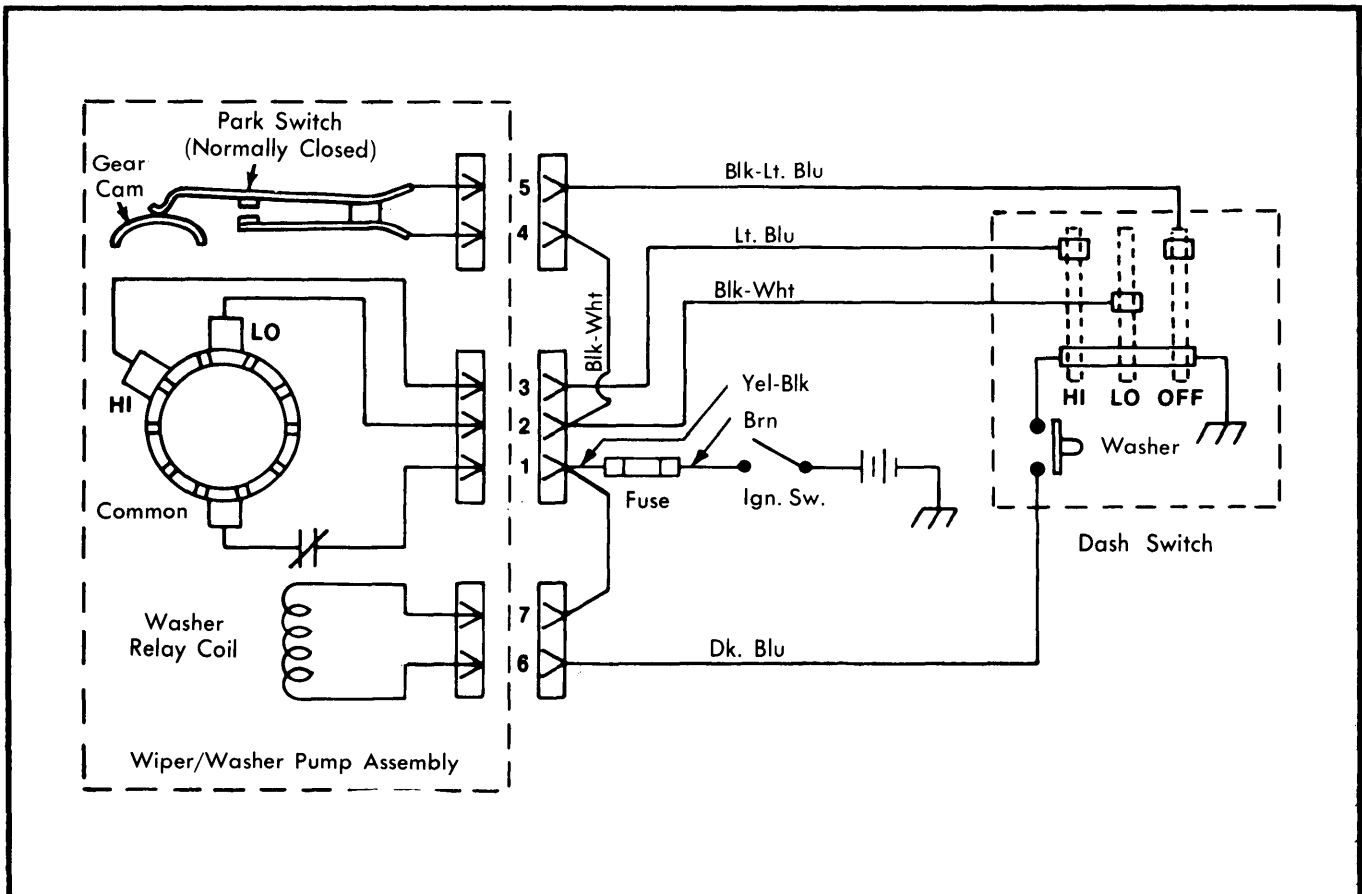 Park Switch
(Normally Closed)
Gear
Cam
5
4
Blk-Lt. Blu
Lt. Blu
Blk-Wht
Blk-Wht
LO
HI
3
2
1
Yel-Blk
Brn
Fuse
Ign. Sw.
HI LO OFF
Washer
Dash Switch
Common
Washer
Relay Coil
7
6
Dk. Blu
Wiper/Washer Pump Assembly